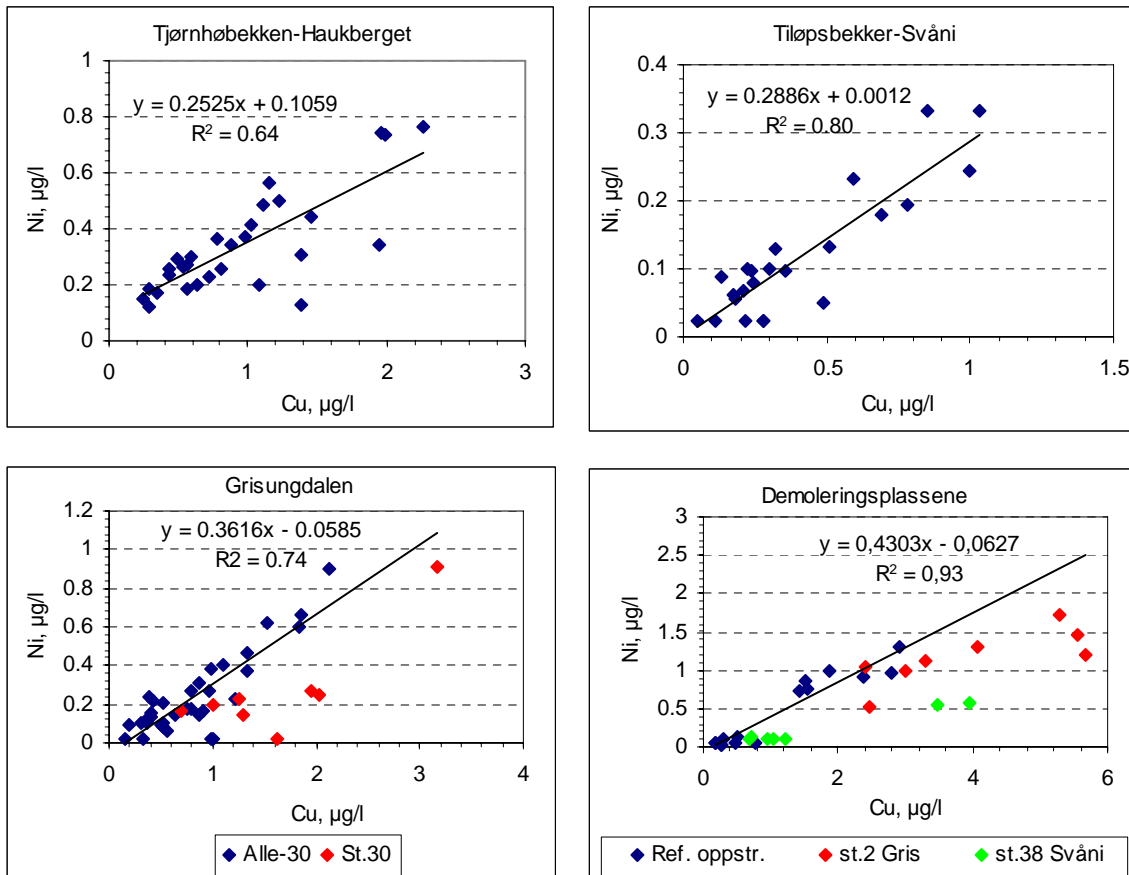 Tjørnhøbekken-Haukberget
y = 0.2525x + 0.1059
R² = 0.64
Ni, µg/l
1
0.8
0.6
0.4
0.2
0
0 1 2 3
Cu, µg/l
Tiløpsbekker-Svåni
y = 0.2886x + 0.0012
R² = 0.80
Ni, µg/l
0.4
0.3
0.2
0.1
0
0 0.5 1 1.5
Cu, µg/l
Grisungdalen
y = 0.3616x - 0.0585
R2 = 0.74
Ni, µg/l
1.2
1
0.8
0.6
0.4
0.2
0
0 1 2 3 4
Cu, µg/l
Alle-30 St.30
Demoleringsplassene
y = 0,4303x - 0,0627
R² = 0,93
Ni, µg/l
3
2.5
2
1.5
1
0.5
0
0 2 4 6
Cu, µg/l
Ref. oppstr. st.2 Gris st.38 Svåni